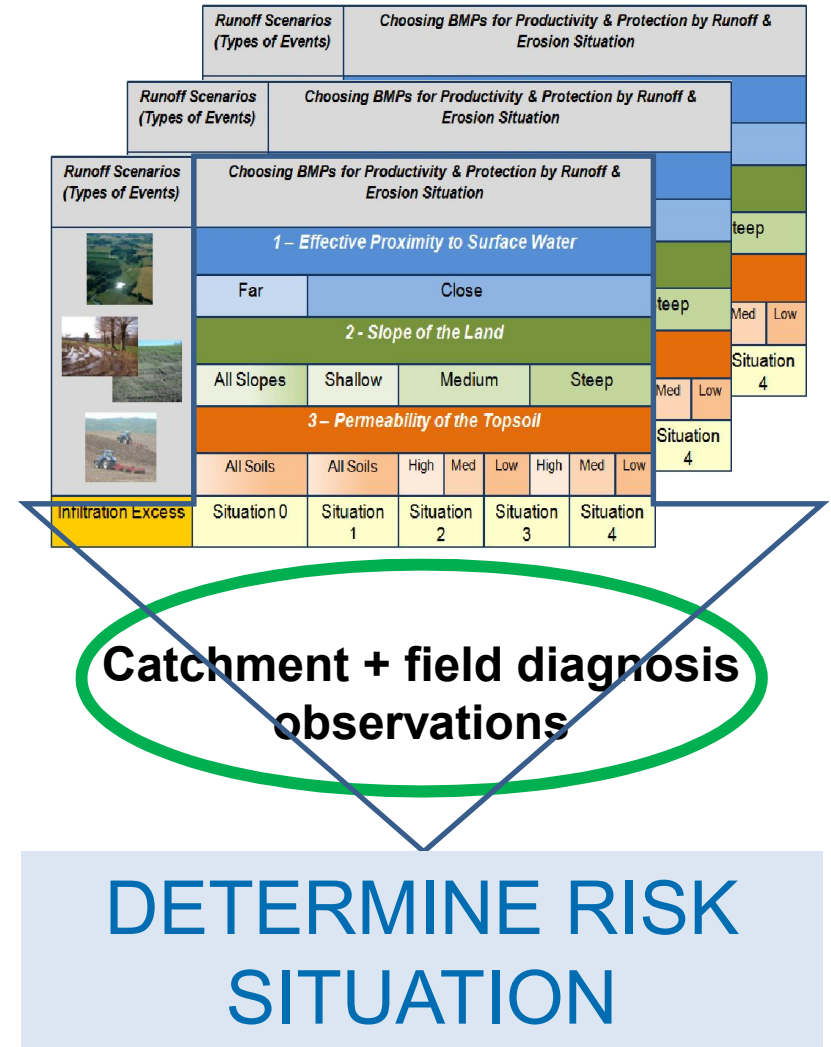 Runoff Scenarios
(Types of Events)
Choosing BMPs for Productivity & Protection by Runoff &
Erosion Situation
teep
Med Low
Situation
4
Runoff Scenarios
(Types of Events)
Choosing BMPs for Productivity & Protection by Runoff &
Erosion Situation
Steep
Med Low
Situation
4
Runoff Scenarios
(Types of Events)
Choosing BMPs for Productivity & Protection by Runoff &
Erosion Situation
1 – Effective Proximity to Surface Water
Far Close
2 - Slope of the Land
All Slopes Shallow Medium Steep
3 – Permeability of the Topsoil
All Soils All Soils High Med Low High Med Low
Infiltration Excess Situation 0 Situation Situation Situation Situation
1 2 3 4
Catchment + field diagnosis
observations
DETERMINE RISK
SITUATION